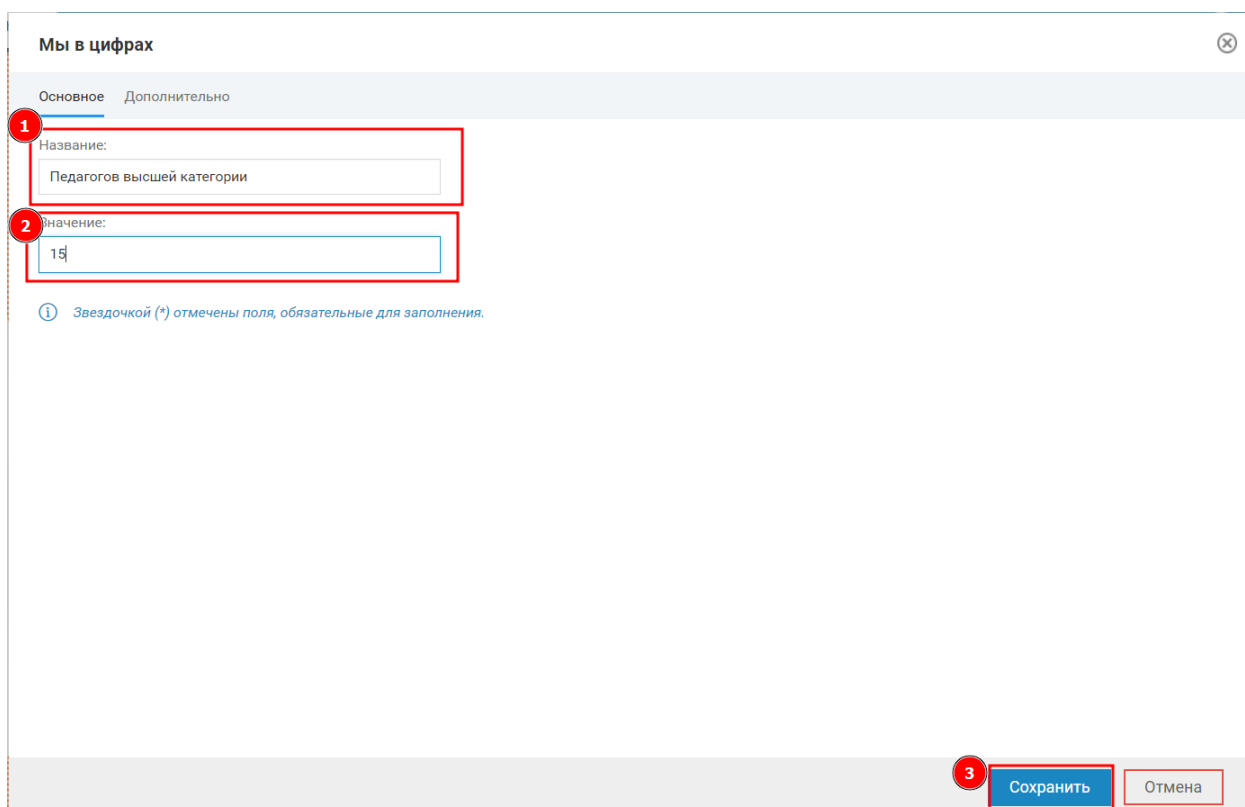 Мы в цифрах
Основное Дополнительно
1
Название:
Педагогов высшей категории
2
Значение:
15
Звездочкой (*) отмечены поля, обязательные для заполнения.
3
Сохранить Отмена